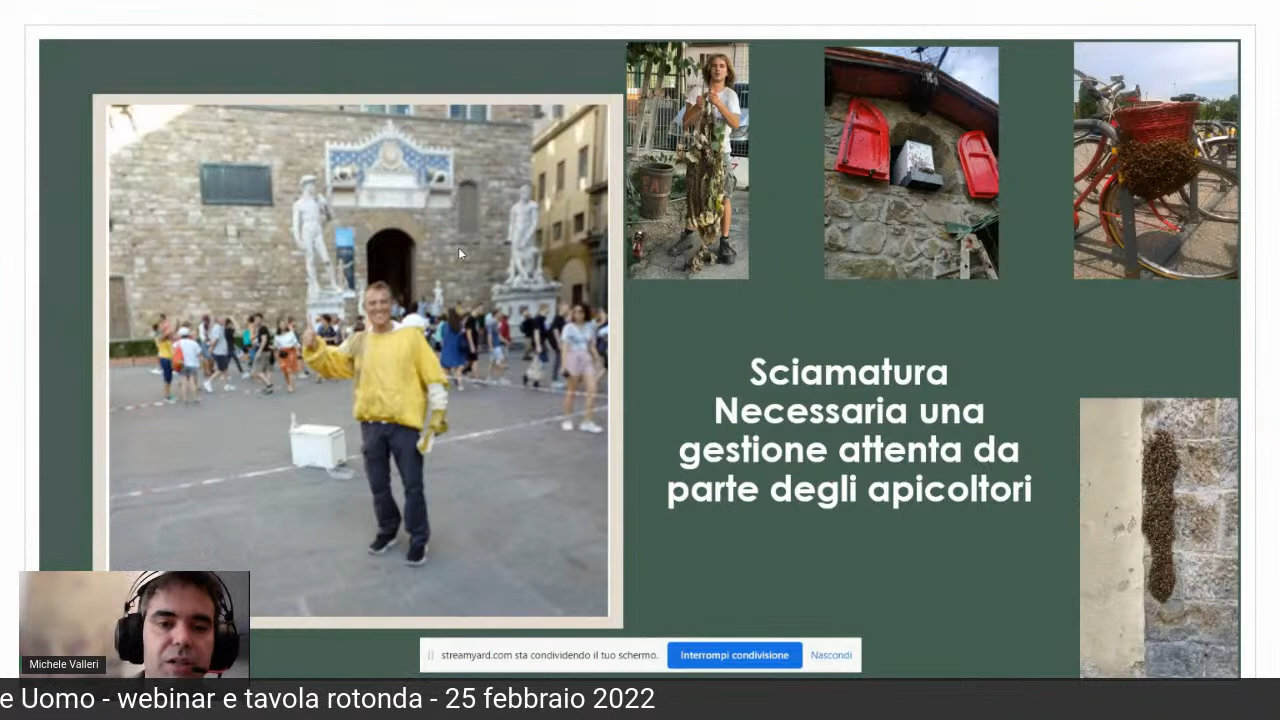 Sciamatura
Necessaria una
gestione attenta da
parte degli apicoltori
Michele Valleri
streamyard.com sta condividendo il tuo schermo.
Interrompi condivisione
Nascondi
e Uomo - webinar e tavola rotonda - 25 febbraio 2022